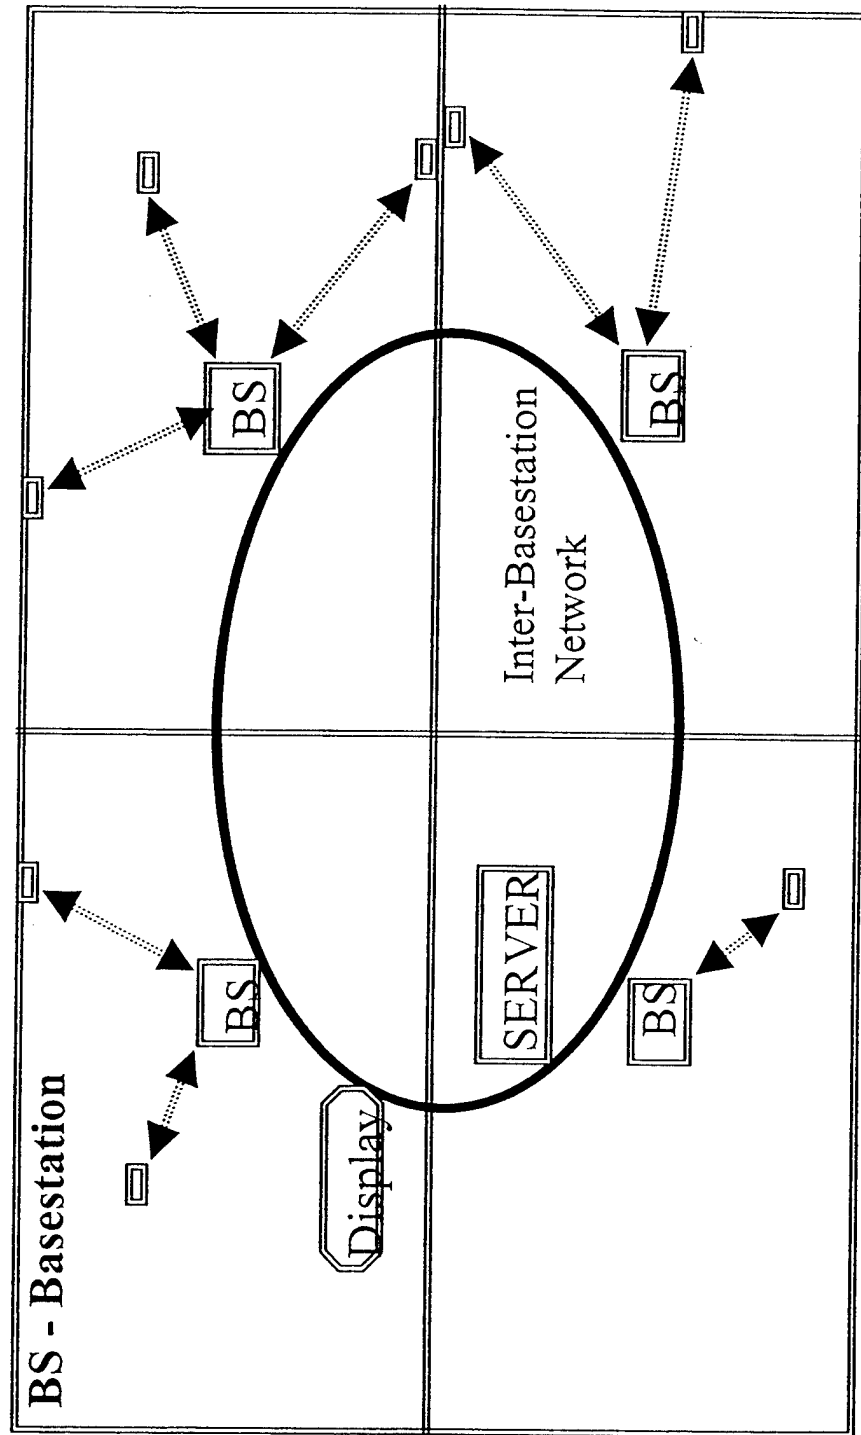 BS - Basestation
BS
BS
Display
SERVER
Inter-Basestation
Network
BS
BS